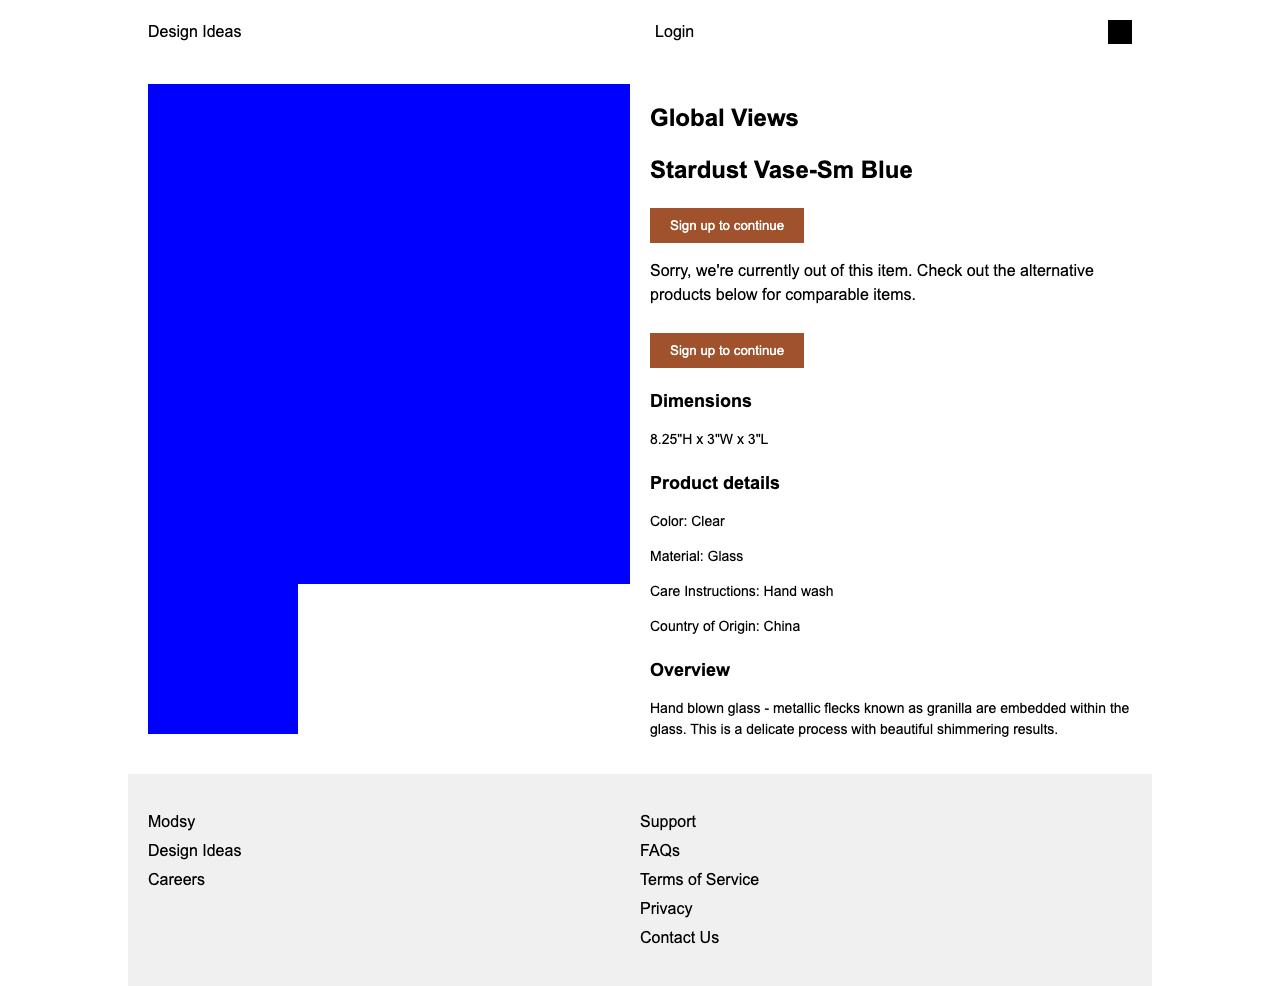 Design Ideas
Login
Global Views
Stardust Vase-Sm Blue
Sign up to continue
Sorry, we're currently out of this item. Check out the alternative
products below for comparable items.
Sign up to continue
Dimensions
8.25"H x 3"W x 3"L
Product details
Color: Clear
Material: Glass
Care Instructions: Hand wash
Country of Origin: China
Overview
Hand blown glass - metallic flecks known as granilla are embedded within the
glass. This is a delicate process with beautiful shimmering results.
Modsy
Design Ideas
Careers
Support
FAQs
Terms of Service
Privacy
Contact Us